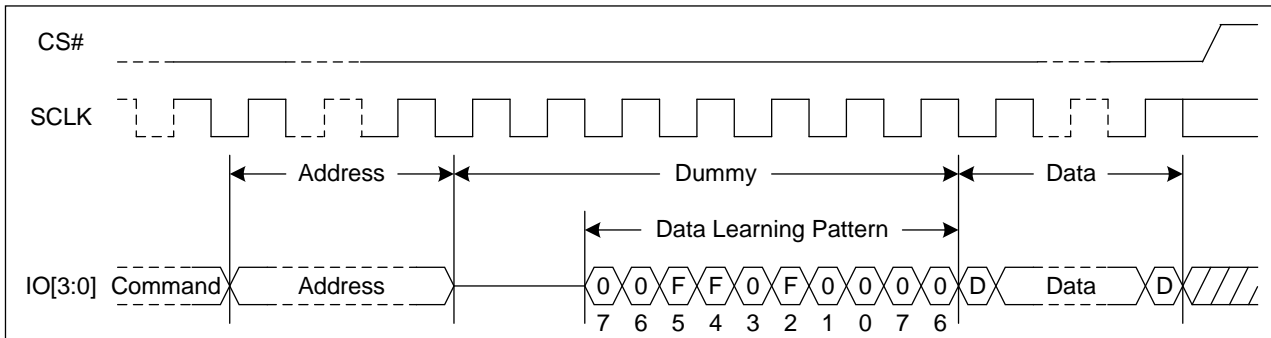 CS#
SCLK
Address Dummy Data
Data Learning Pattern
IO[3:0] Command Address 0 0 F F 0 F 0 0 0 0 D Data D
7 6 5 4 3 2 1 0 7 6